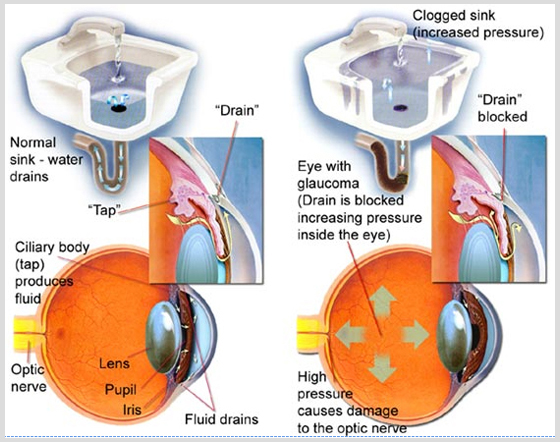 "Drain"
Normal
sink - water
drains
"Tap"
Ciliary body
(tap)
produces
fluid
Optic
nerve
Lens
Pupil
Iris
Fluid drains
Clogged sink
(increased pressure)
"Drain"
blocked
Eye with
glaucoma
(Drain is blocked
increasing pressure
inside the eye)
High
pressure
causes damage
to the optic nerve